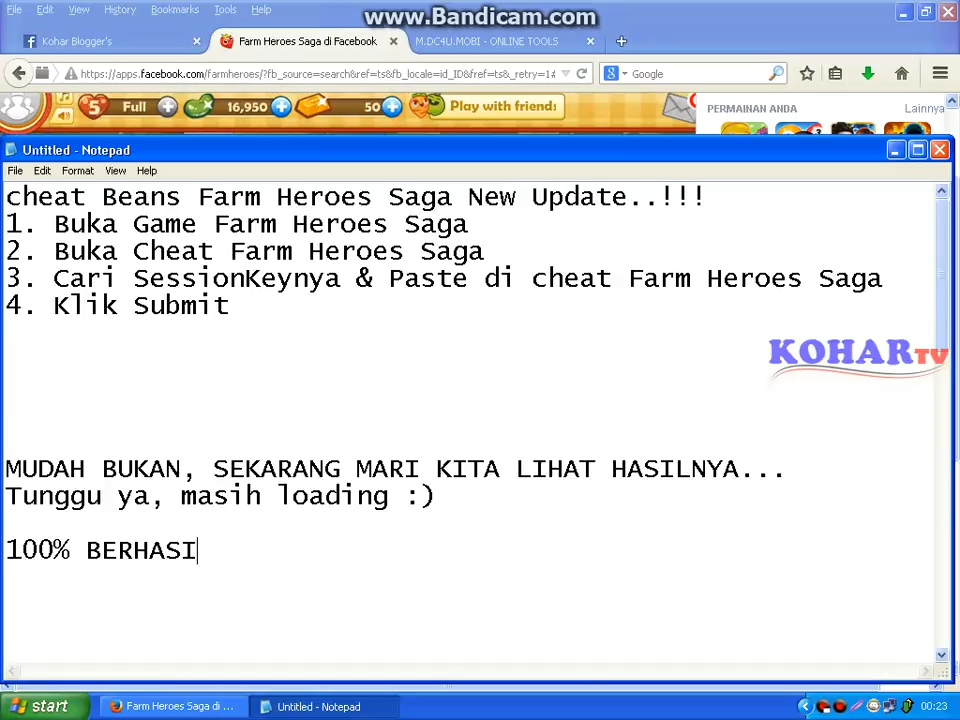 File Edit View History Bookmarks Tools Help
www.Bandicam.com
Kohar Blogger's
Farm Heroes Saga di Facebook
M.DC4U.MOBI - ONLINE TOOLS
https://apps.facebook.com/farmheroes/?fb_source=search&ref=ts&fb_locale=id_ID&fref=ts&_retry=1#
Google
5 Full 16,950 50 Play with friends
PERMAINAN ANDA Lainnya
Untitled - Notepad
File Edit Format View Help
cheat Beans Farm Heroes Saga New Update..!!!
1. Buka Game Farm Heroes Saga
2. Buka Cheat Farm Heroes Saga
3. Cari SessionKeynya & Paste di cheat Farm Heroes Saga
4. Klik Submit
KOHARTV
MUDAH BUKAN, SEKARANG MARI KITA LIHAT HASILNYA...
Tunggu ya, masih loading :)
100% BERHASI
start
Farm Heroes Saga di ...
Untitled - Notepad
00:23